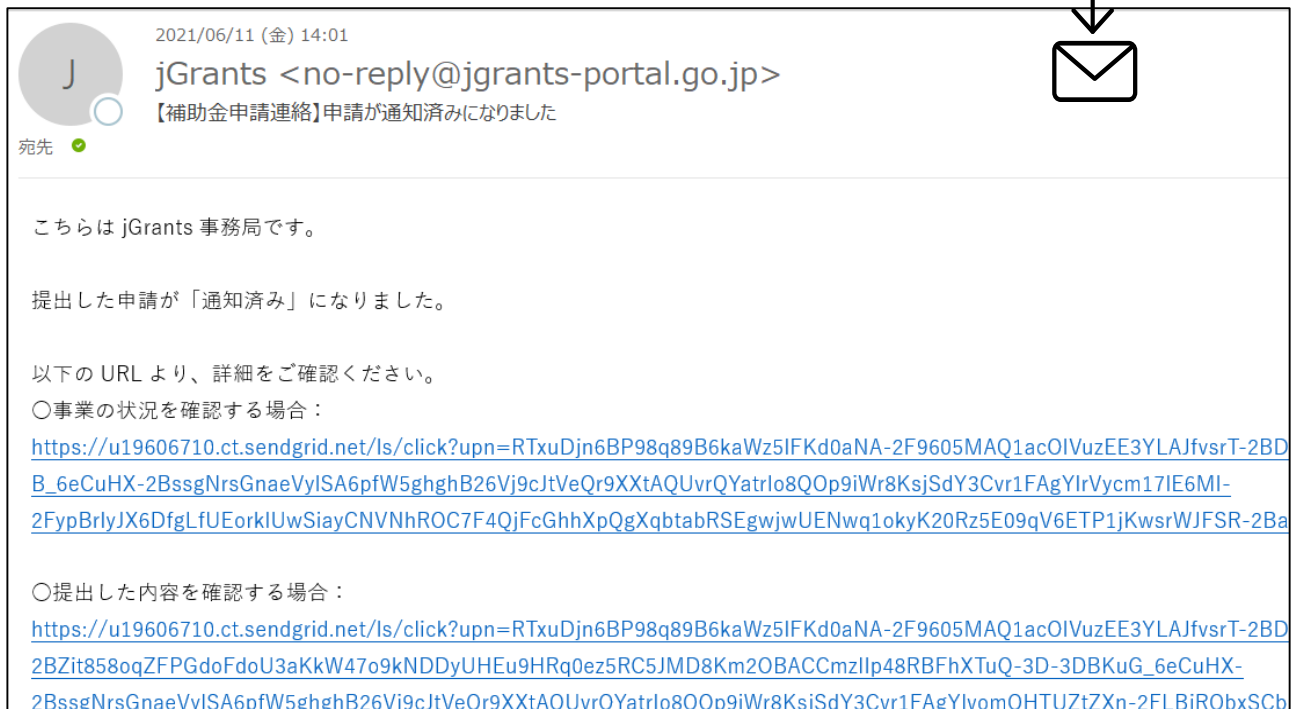 2021/06/11 (金) 14:01
J
jGrants <no-reply@jgrants-portal.go.jp>
【補助金申請連絡】申請が通知済みになりました
宛先
こちらは jGrants 事務局です。
提出した申請が「通知済み」になりました。
以下の URL より、詳細をご確認ください。
〇事業の状況を確認する場合：
https://u19606710.ct.sendgrid.net/ls/click?upn=RTxuDjn6BP98q89B6kaWz5IFKd0aNA-2F9605MAQ1acOIVuzEE3YLAJfvsrT-2BD
B_6eCuHX-2BssgNrsGnaeVylSA6pfW5ghghB26Vj9cJtVeQr9XXtAQUvrQYatrIo8QOp9iWr8KsjSdY3Cvr1FAgYIrVycm17IE6MI-
2FypBrlyJX6DfgLfUEorkIUwSiayCNVNhROC7F4QjFcGhhXpQgXqbtabRSEgwjwUENwq1okyK20Rz5E09qV6ETP1jKwsrWJFSR-2Ba
〇提出した内容を確認する場合：
https://u19606710.ct.sendgrid.net/ls/click?upn=RTxuDjn6BP98q89B6kaWz5IFKd0aNA-2F9605MAQ1acOIVuzEE3YLAJfvsrT-2BD
2BZit858oqZFPGdoFdoU3aKkW47o9kNDDyUHEu9HRq0ez5RC5JMD8Km2OBACCmzIIp48RBFhXTuQ-3D-3DBKuG_6eCuHX-
2BssgNrsGnaeVylSA6pfW5ghghB26Vj9cJtVeQr9XXtAQUvrQYatrIo8QOp9iWr8KsjSdY3Cvr1FAgYIvomOHTUZtZXn-2FLBjRObxSCb